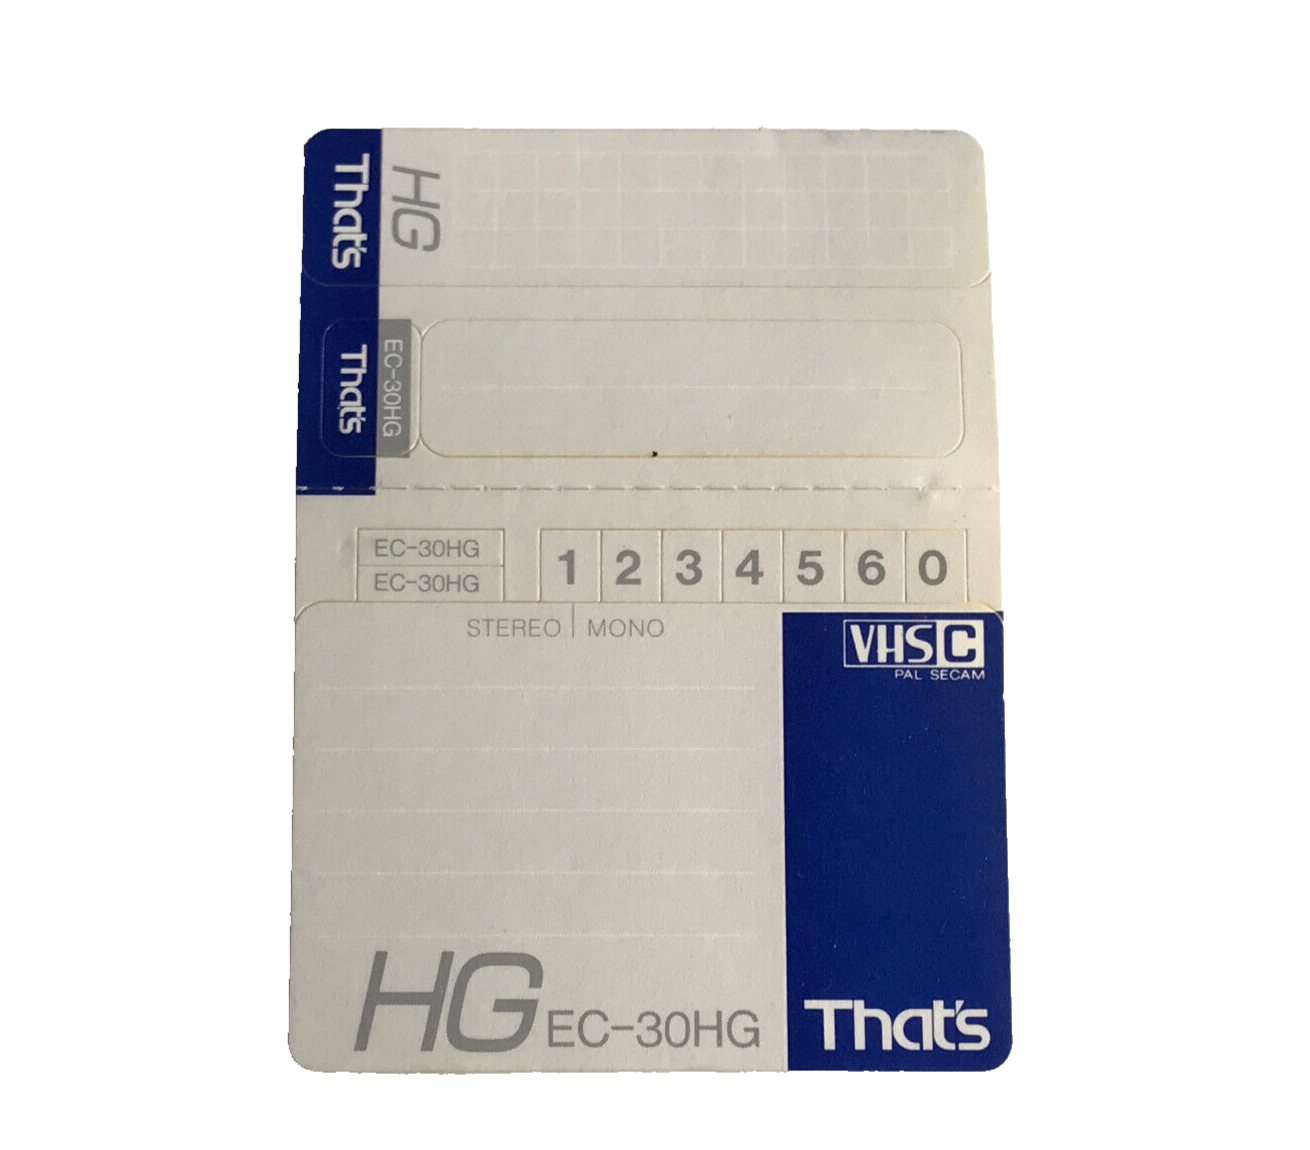 That's
HG
That's
EC-30HG
EC-30HG
EC-30HG
1 2 3 4 5 6 0
STEREO | MONO
VHS C
PAL SECAM
HG EC-30HG
That's